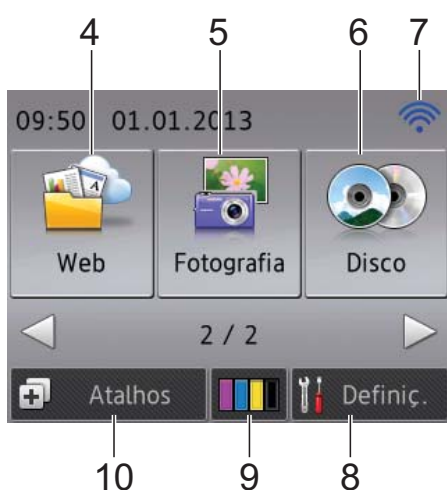 4 5 6 7
09:50 01.01.2013
A
Web Fotografia Disco
2 / 2
Atalhos Definiç.
10 9 8